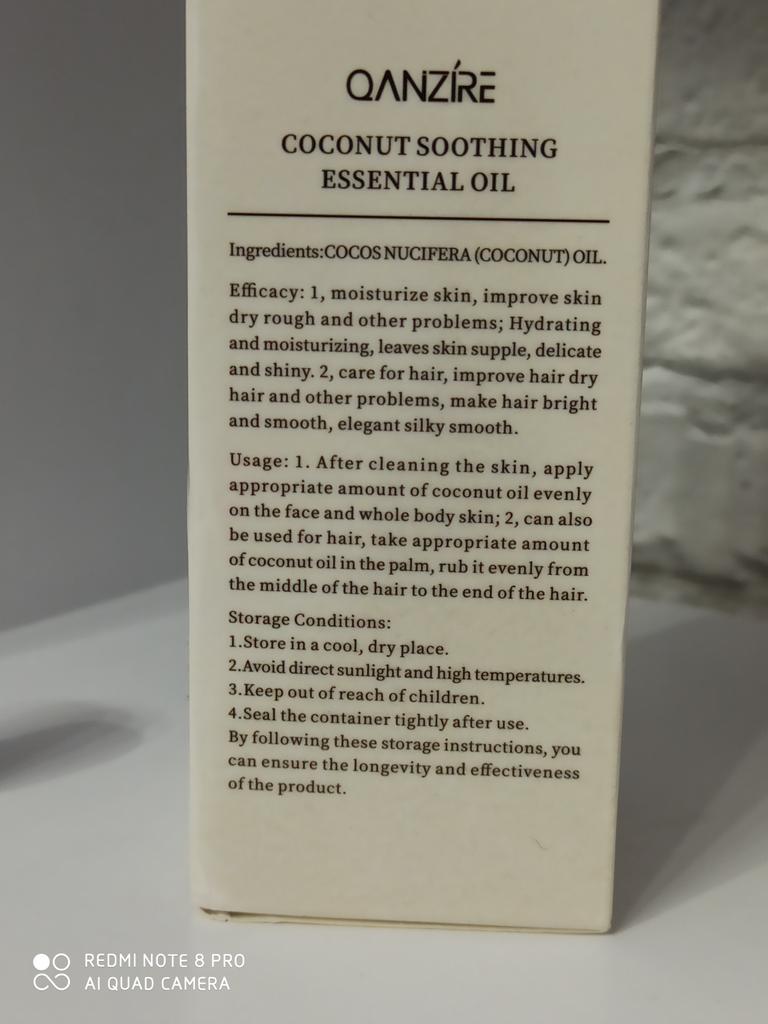 QANZÍRE
COCONUT SOOTHING
ESSENTIAL OIL
Ingredients:COCOS NUCIFERA (COCONUT) OIL.
Efficacy: 1, moisturize skin, improve skin
dry rough and other problems; Hydrating
and moisturizing, leaves skin supple, delicate
and shiny. 2, care for hair, improve hair dry
hair and other problems, make hair bright
and smooth, elegant silky smooth.
Usage: 1. After cleaning the skin, apply
appropriate amount of coconut oil evenly
on the face and whole body skin; 2, can also
be used for hair, take appropriate amount
of coconut oil in the palm, rub it evenly from
the middle of the hair to the end of the hair.
Storage Conditions:
1.Store in a cool, dry place.
2.Avoid direct sunlight and high temperatures.
3.Keep out of reach of children.
4.Seal the container tightly after use.
By following these storage instructions, you
can ensure the longevity and effectiveness
of the product.
REDMI NOTE 8 PRO
AI QUAD CAMERA